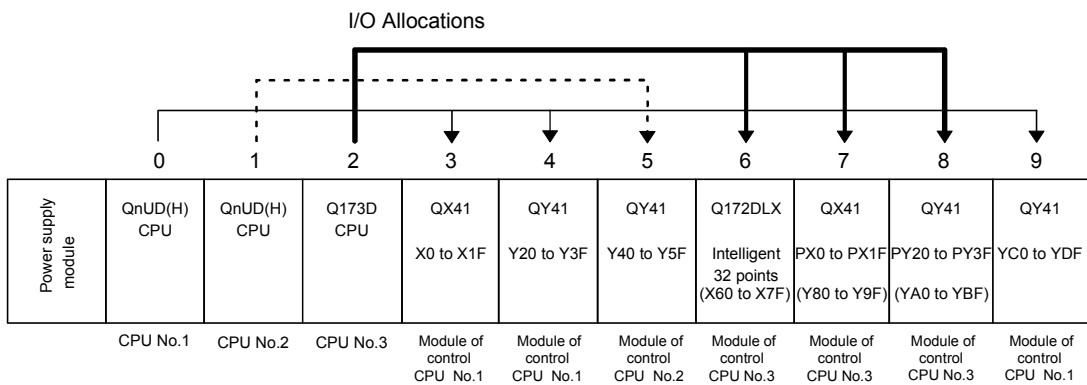 I/O Allocations
0 1 2 3 4 5 6 7 8 9
Power supply
module
QnUD(H)
CPU
QnUD(H)
CPU
Q173D
CPU
QX41
X0 to X1F
QY41
Y20 to Y3F
QY41
Y40 to Y5F
Q172DLX
Intelligent
32 points
(X60 to X7F)
QX41
PX0 to PX1F
(Y80 to Y9F)
QY41
PY20 to PY3F
(YA0 to YBF)
QY41
YC0 to YDF
CPU No.1
CPU No.2
CPU No.3
Module of
control
CPU No.1
Module of
control
CPU No.1
Module of
control
CPU No.2
Module of
control
CPU No.3
Module of
control
CPU No.3
Module of
control
CPU No.3
Module of
control
CPU No.1